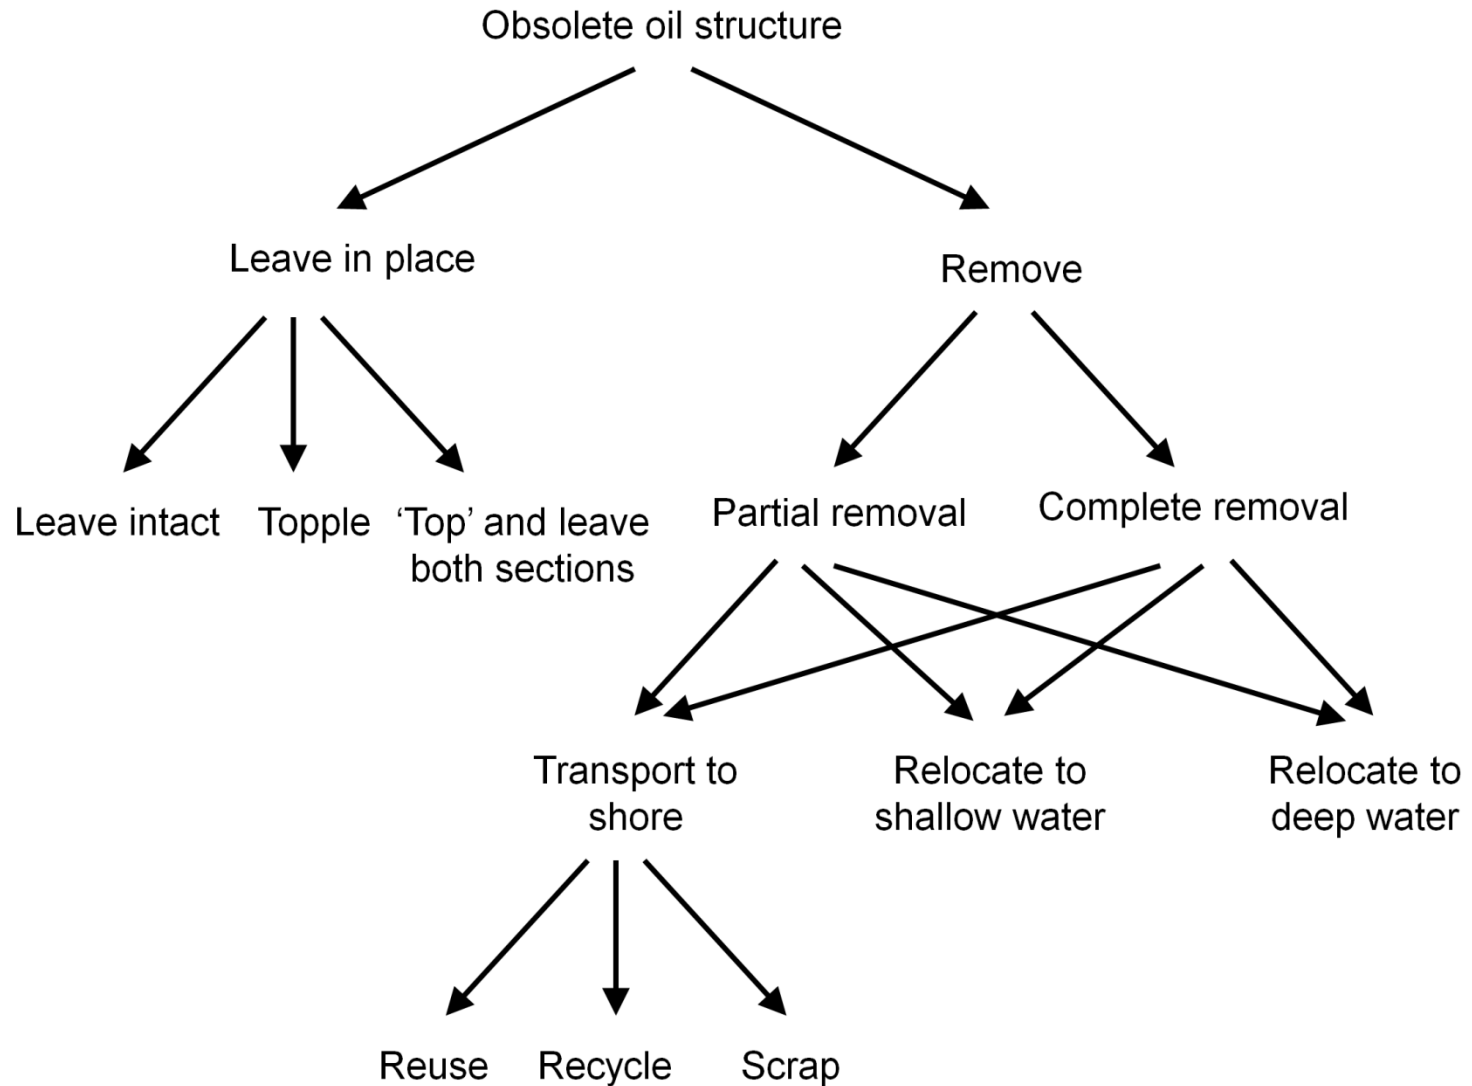 Obsolete oil structure
Leave in place
Remove
Leave intact
Topple
‘Top’ and leave
both sections
Partial removal
Complete removal
Transport to
shore
Relocate to
shallow water
Relocate to
deep water
Reuse
Recycle
Scrap